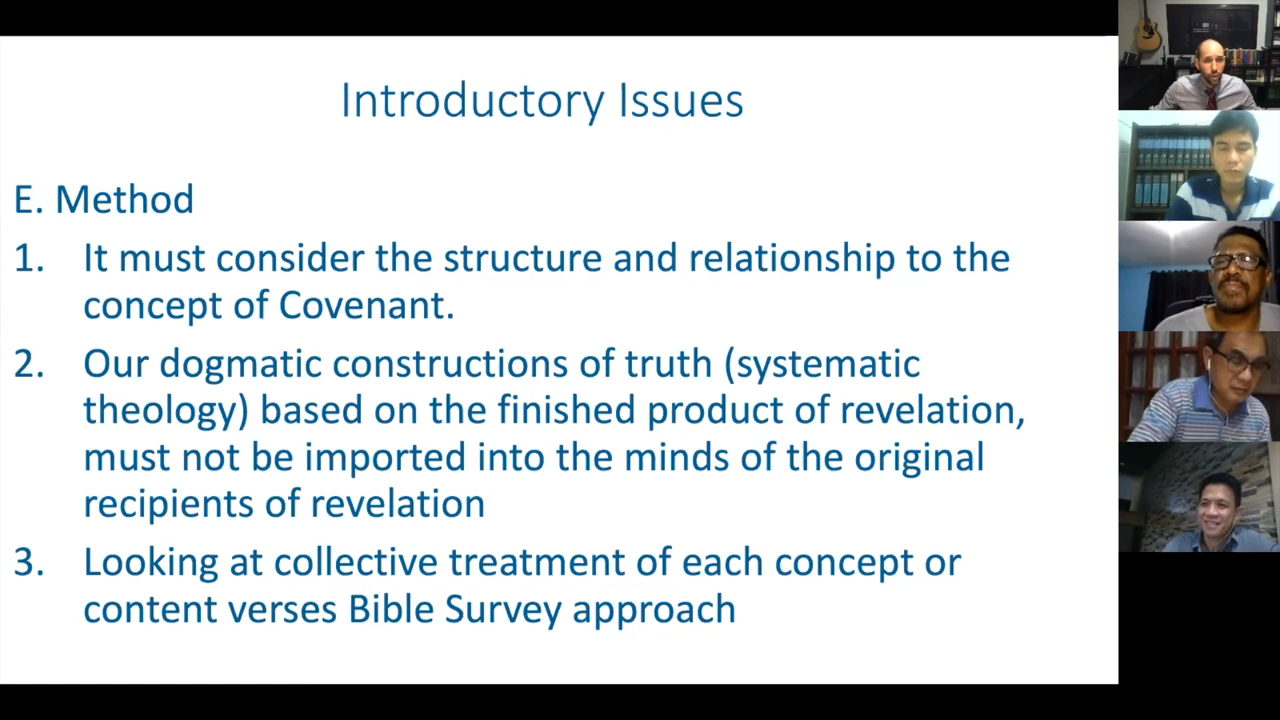 Introductory Issues
E. Method
1. It must consider the structure and relationship to the
concept of Covenant.
2. Our dogmatic constructions of truth (systematic
theology) based on the finished product of revelation,
must not be imported into the minds of the original
recipients of revelation
3. Looking at collective treatment of each concept or
content verses Bible Survey approach